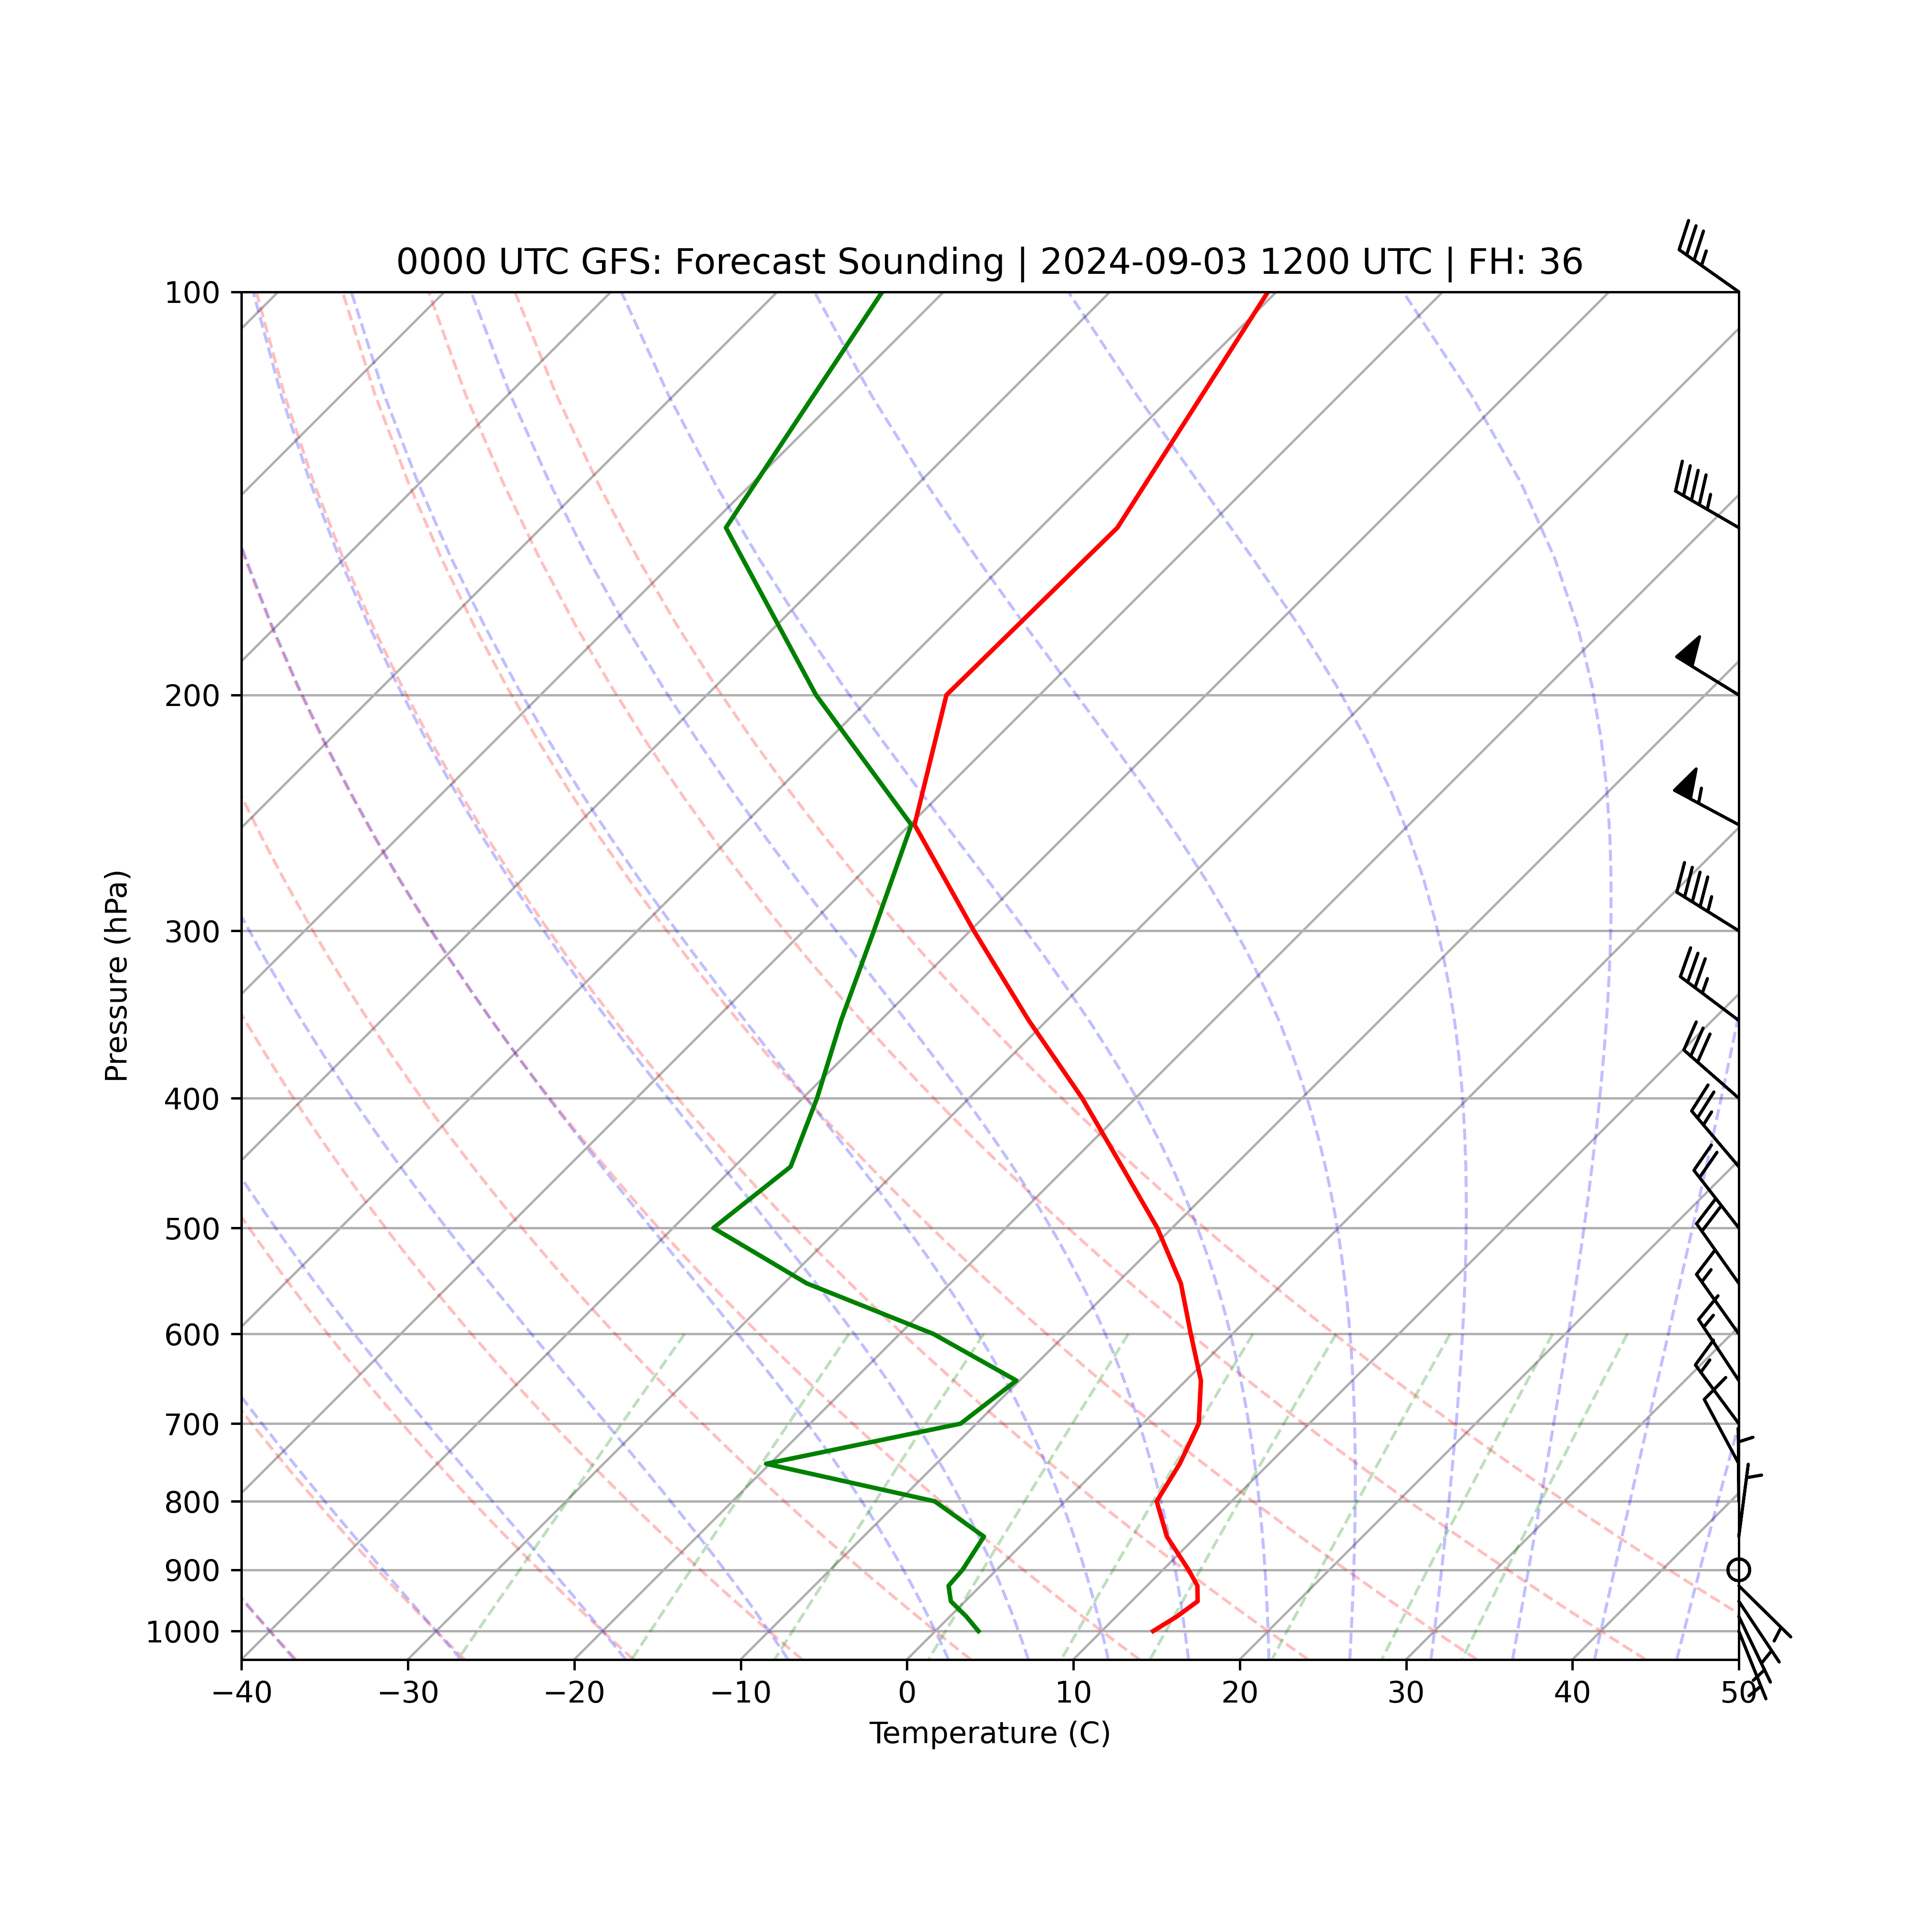 0000 UTC GFS: Forecast Sounding | 2024-09-03 1200 UTC | FH: 36
100
200
300
400
500
600
700
800
900
1000
Pressure (hPa)
−40 −30 −20 −10 0 10 20 30 40 50
Temperature (C)